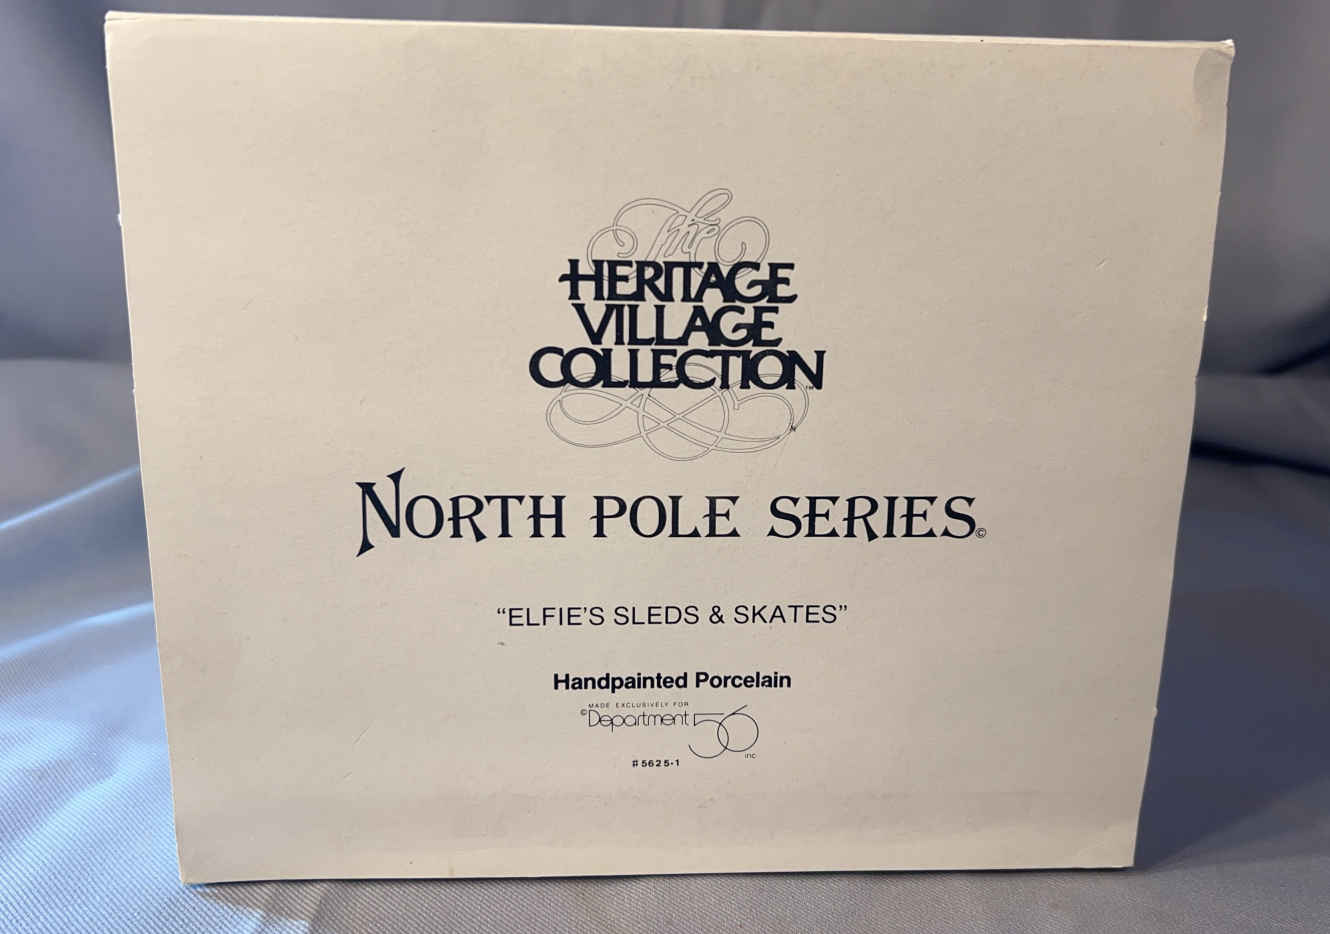 The
HERITAGE
VILLAGE
COLLECTION™
NORTH POLE SERIES©
“ELFIE'S SLEDS & SKATES”
Handpainted Porcelain
MADE EXCLUSIVELY FOR
©Department 56 inc
#5625-1